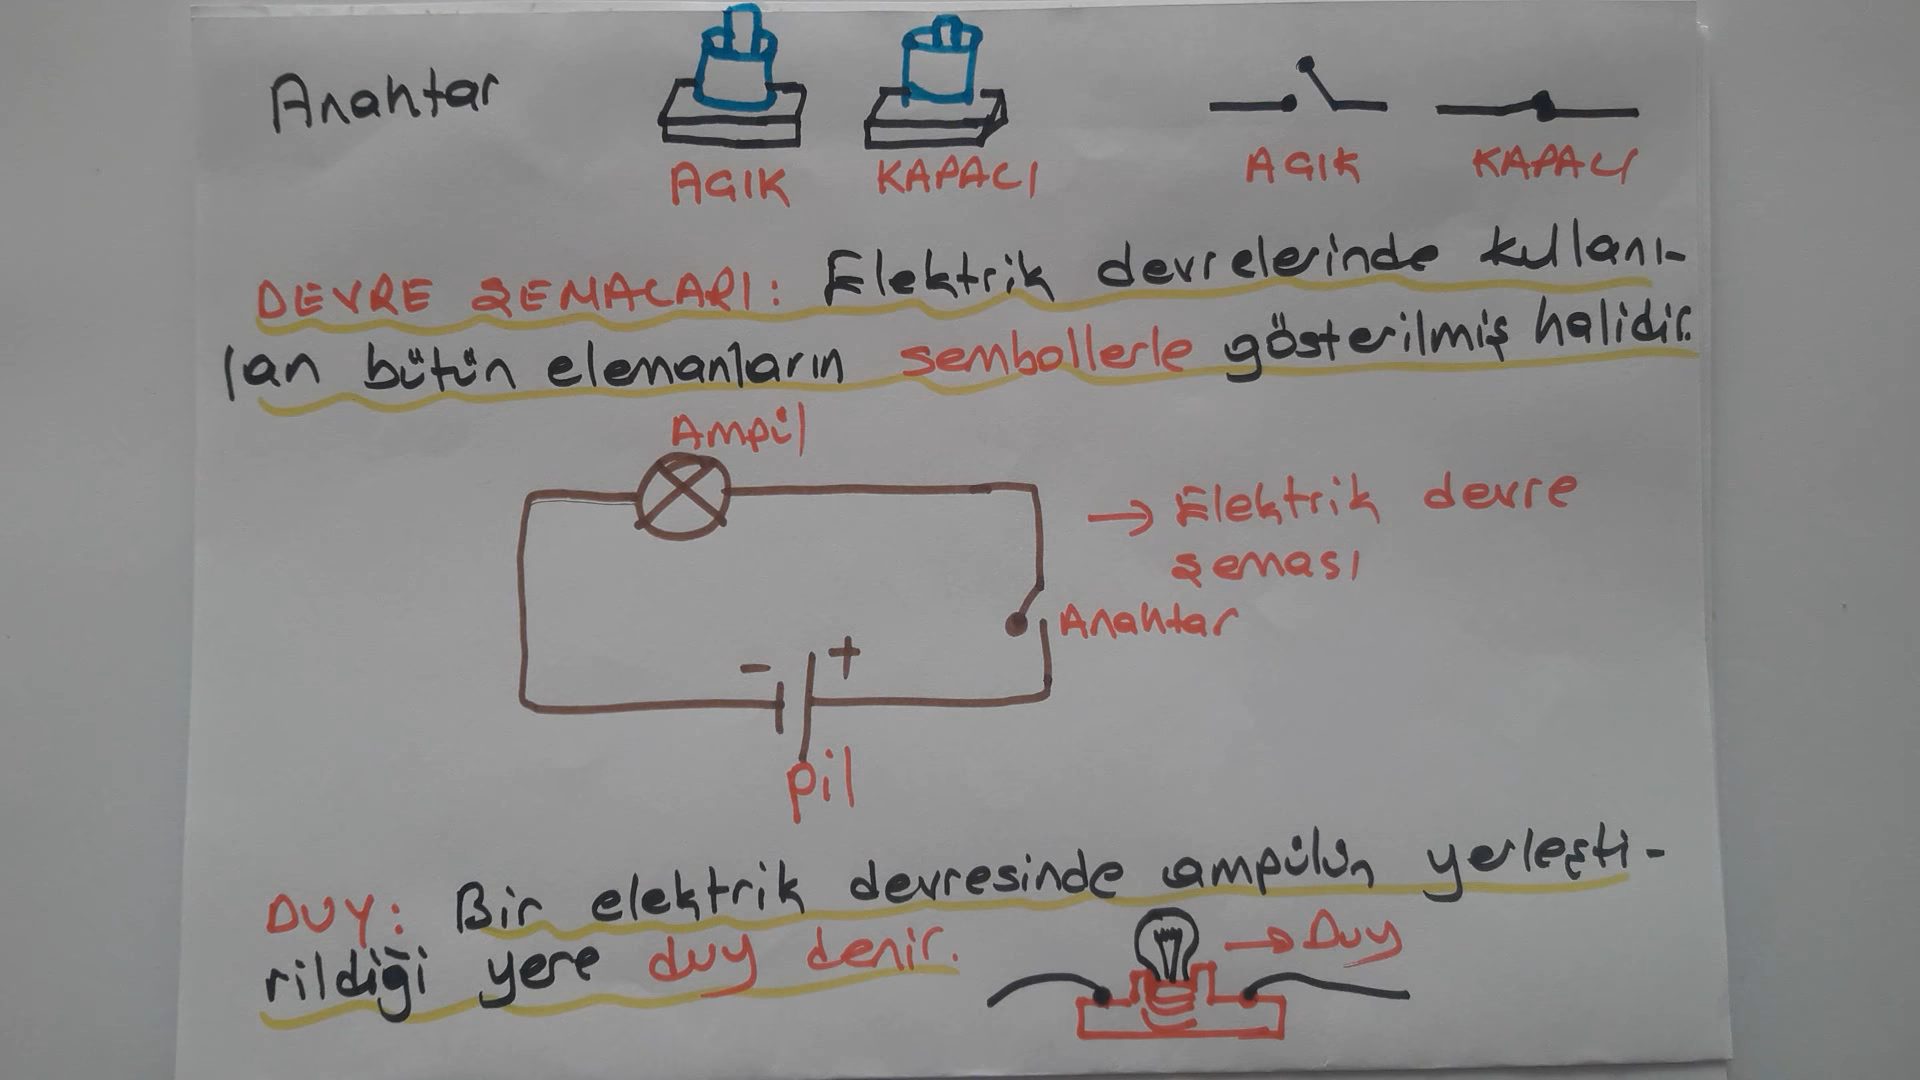 Anahtar
AÇIK KAPALI AÇIK KAPALI
DEVRE ŞEMALARI: Elektrik devrelerinde kullanı-
lan bütün elemanların sembollerle gösterilmiş halidir.
Ampül
→ Elektrik devre
şeması
Anahtar
- +
pil
DUY: Bir elektrik devresinde ampülün yerleşti-
rildiği yere duy denir.
→ Duy